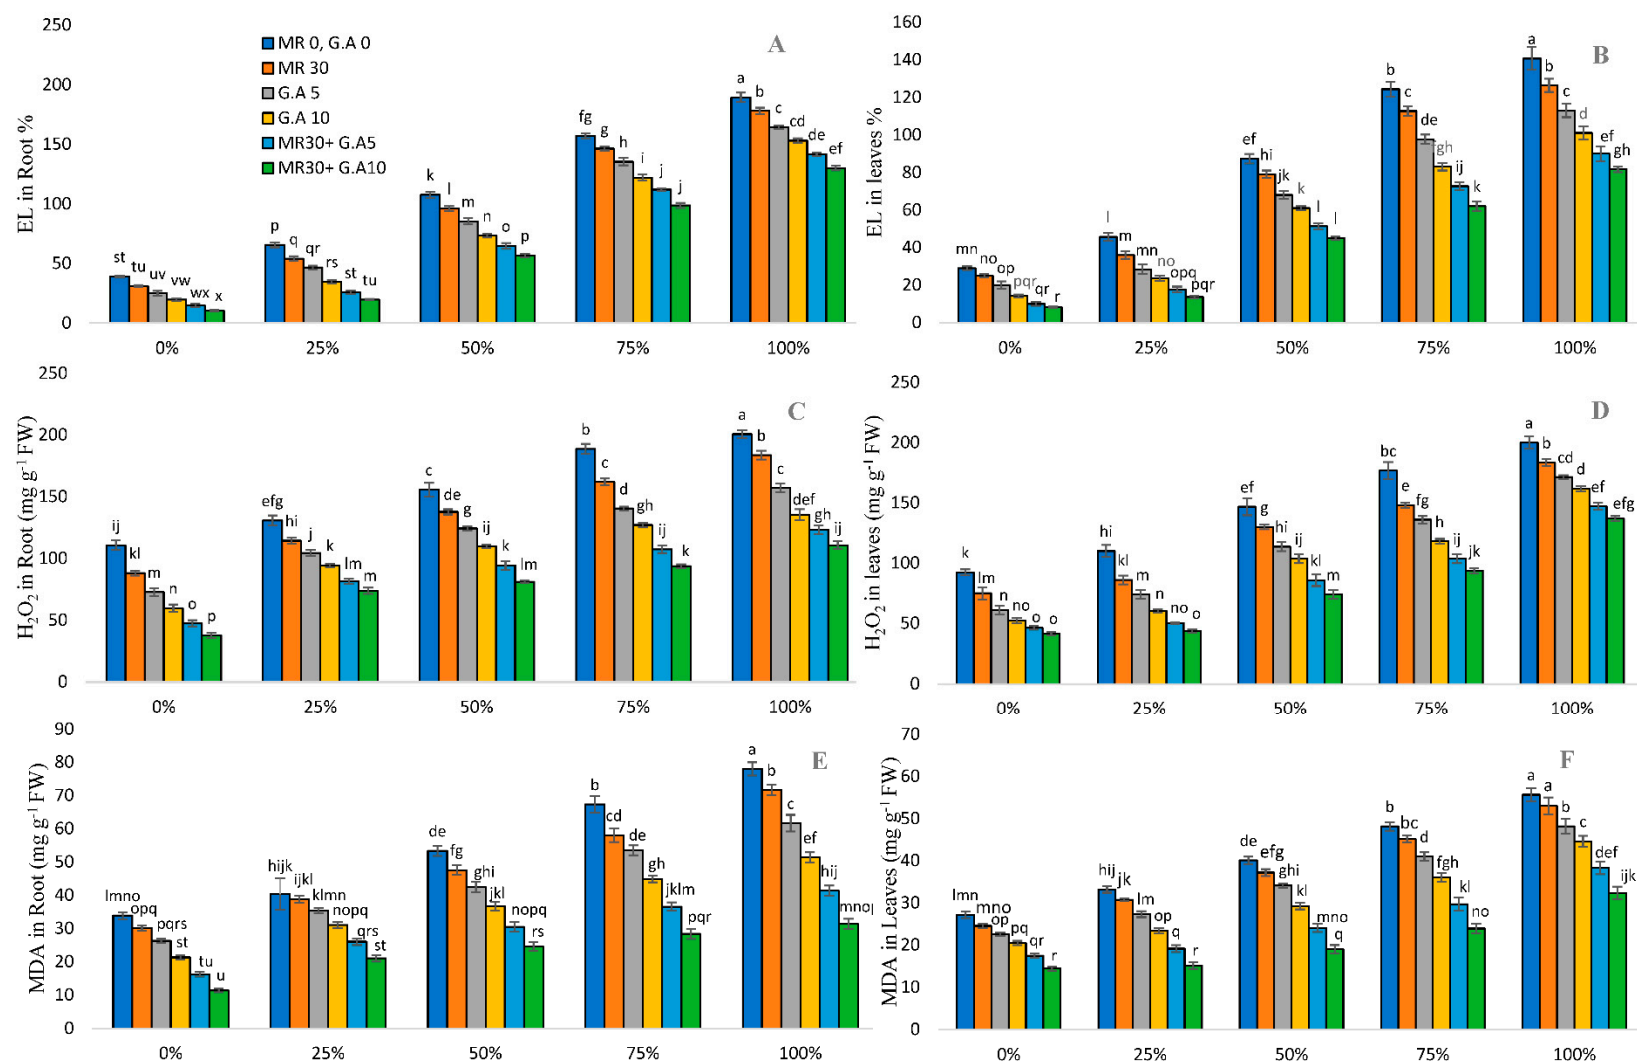 A
EL in Root %
250
200
150
100
50
0
MR 0, G.A 0
MR 30
G.A 5
G.A 10
MR30+ G.A5
MR30+ G.A10
st tu uv vw wx x
p q qr rs st tu
k l m n o p
fg g h i j j
a b c cd de ef
0% 25% 50% 75% 100%
B
EL in leaves %
160
140
120
100
80
60
40
20
0
mn no op pqr qr r
l m mn no opq pqr
ef hi jk k l l
b c de fgh ij k
a b c d ef gh
0% 25% 50% 75% 100%
C
H₂O₂ in Root (mg g⁻¹ FW)
250
200
150
100
50
0
ij kl m n o p
efg hi j k lm m
c de g ij k lm
b c d gh ij k
a b c def gh ij
0% 25% 50% 75% 100%
D
H₂O₂ in leaves (mg g⁻¹ FW)
250
200
150
100
50
0
k lm n no o o
hi kl m n no o
ef g hi ij kl m
bc e fg h ij jk
a b cd d ef efg
0% 25% 50% 75% 100%
E
MDA in Root (mg g⁻¹ FW)
90
80
70
60
50
40
30
20
10
0
lmno opq pqrs st tu u
hijk ijkl klmn nopq qrs st
de fg ghi jkl nopq rs
b cd de gh jklm pqr
a b c ef hij mnop
0% 25% 50% 75% 100%
F
MDA in Leaves (mg g⁻¹ FW)
70
60
50
40
30
20
10
0
lmn mno op pq qr r
hij jk lm op q r
de efg ghi kl mno q
b bc d fgh kl no
a a b c def ijk
0% 25% 50% 75% 100%